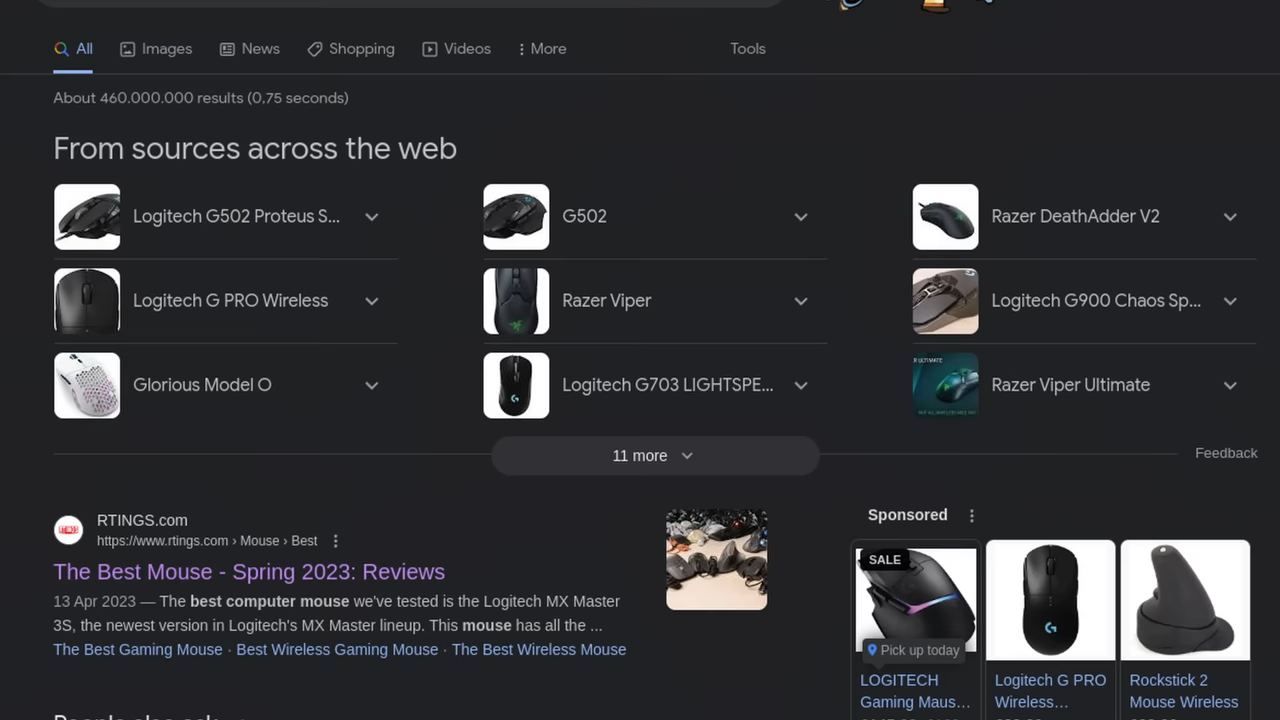 All
Images
News
Shopping
Videos
More
Tools
About 460.000.000 results (0,75 seconds)
From sources across the web
Logitech G502 Proteus S...
G502
Razer DeathAdder V2
Logitech G PRO Wireless
Razer Viper
Logitech G900 Chaos Sp...
Glorious Model O
Logitech G703 LIGHTSPE...
Razer Viper Ultimate
11 more
Feedback
RTINGS.com
https://www.rtings.com › Mouse › Best
The Best Mouse - Spring 2023: Reviews
13 Apr 2023 — The best computer mouse we've tested is the Logitech MX Master
3S, the newest version in Logitech's MX Master lineup. This mouse has all the ...
The Best Gaming Mouse · Best Wireless Gaming Mouse · The Best Wireless Mouse
Sponsored
SALE
Pick up today
LOGITECH
Gaming Maus...
Logitech G PRO
Wireless...
Rockstick 2
Mouse Wireless